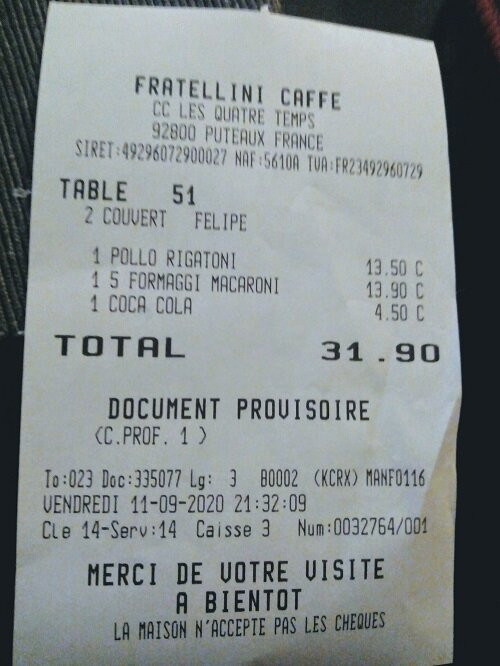 FRATELLINI CAFFE
CC LES QUATRE TEMPS
92800 PUTEAUX FRANCE
SIRET:49296072900027 NAF:5610A TVA:FR23492960729
TABLE 51
2 COUVERT FELIPE
1 POLLO RIGATONI 13.50 C
1 5 FORMAGGI MACARONI 13.90 C
1 COCA COLA 4.50 C
TOTAL 31.90
DOCUMENT PROVISOIRE
(C.PROF. 1 )
To:023 Doc:335077 Lg: 3 B0002 (KCRX) MANF0116
VENDREDI 11-09-2020 21:32:09
Cle 14-Serv:14 Caisse 3 Num:0032764/001
MERCI DE VOTRE VISITE
A BIENTOT
LA MAISON N'ACCEPTE PAS LES CHEQUES